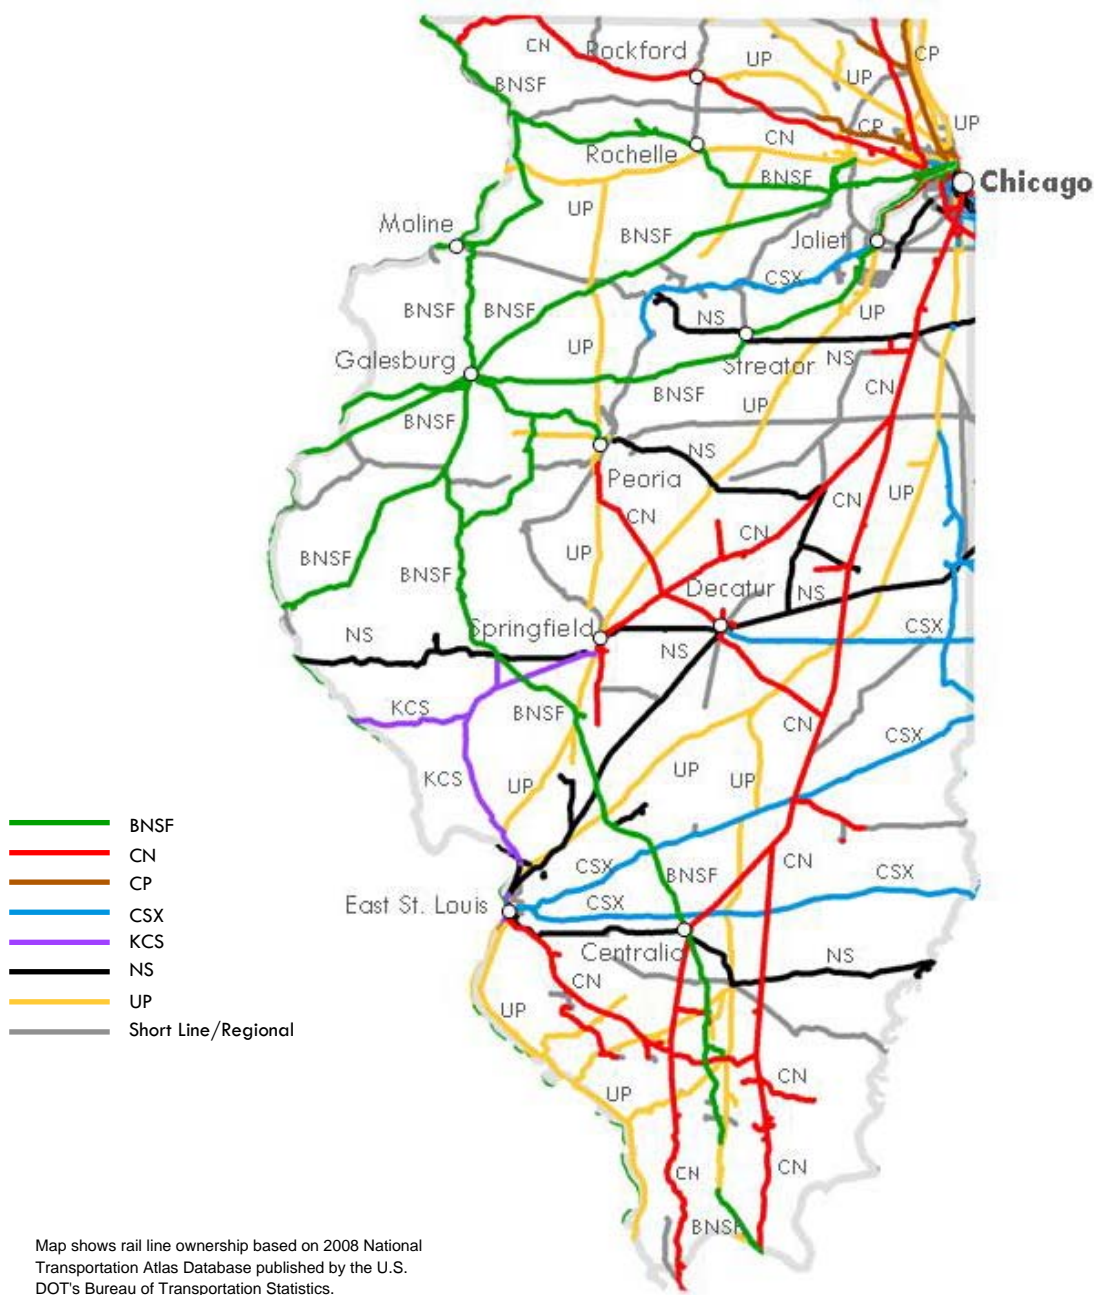 CN
Rockford
UP
CP
UP
BNSF
CP
UP
CN
Rochelle
BNSF
Chicago
UP
Moline
BNSF
Joliet
CSX
BNSF
BNSF
NS
UP
UP
Galesburg
Streator
NS
BNSF
CN
UP
BNSF
NS
Peoria
CN
UP
CN
CN
UP
BNSF
BNSF
Decatur
NS
Springfield
CSX
NS
NS
KCS
BNSF
CN
CSX
KCS
UP
UP
UP
BNSF
CN
CP
CSX
KCS
NS
UP
Short Line/Regional
CN
CSX
BNSF
CSX
CSX
East St. Louis
Centralia
NS
CN
UP
CN
UP
CN
CN
BNSF
Map shows rail line ownership based on 2008 National
Transportation Atlas Database published by the U.S.
DOT's Bureau of Transportation Statistics.